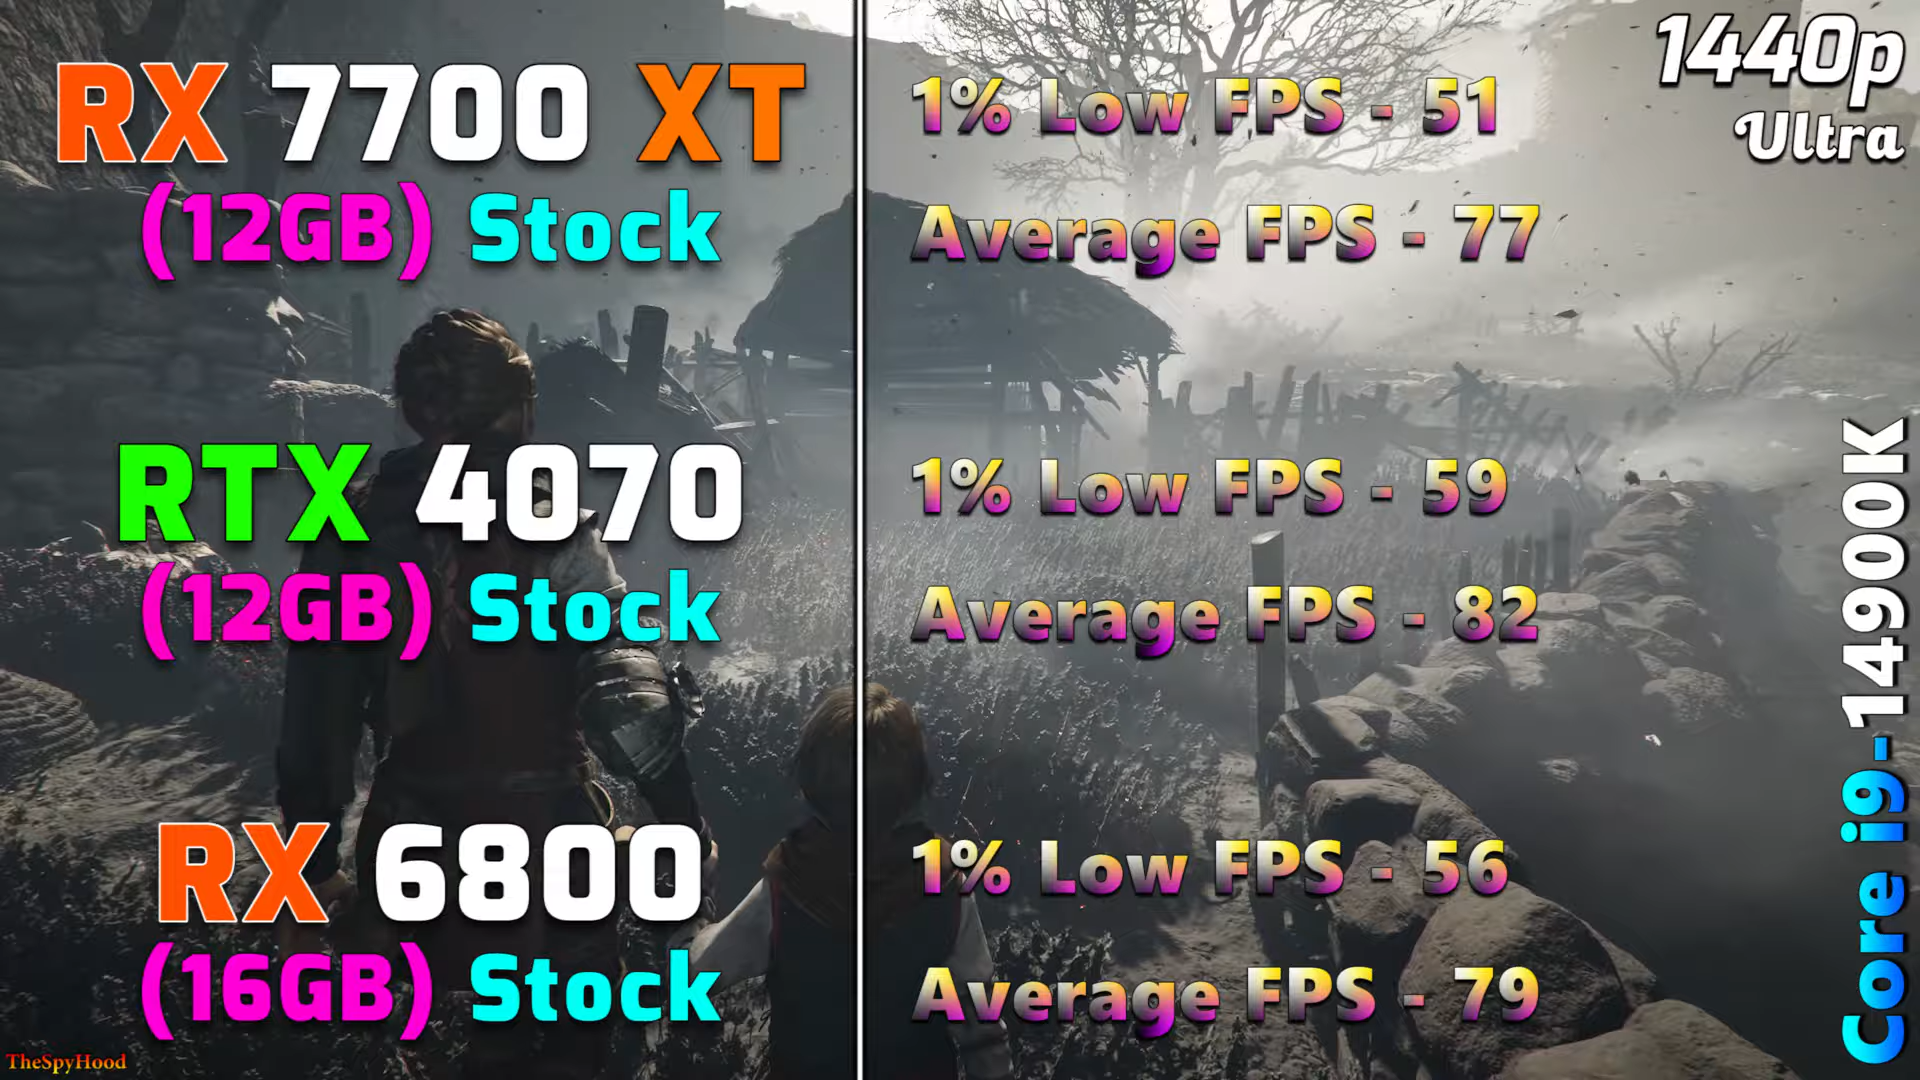 RX 7700 XT
(12GB) Stock
1% Low FPS - 51
Average FPS - 77
1440p
Ultra
RTX 4070
(12GB) Stock
1% Low FPS - 59
Average FPS - 82
RX 6800
(16GB) Stock
1% Low FPS - 56
Average FPS - 79
Core i9-14900K
TheSpyHood